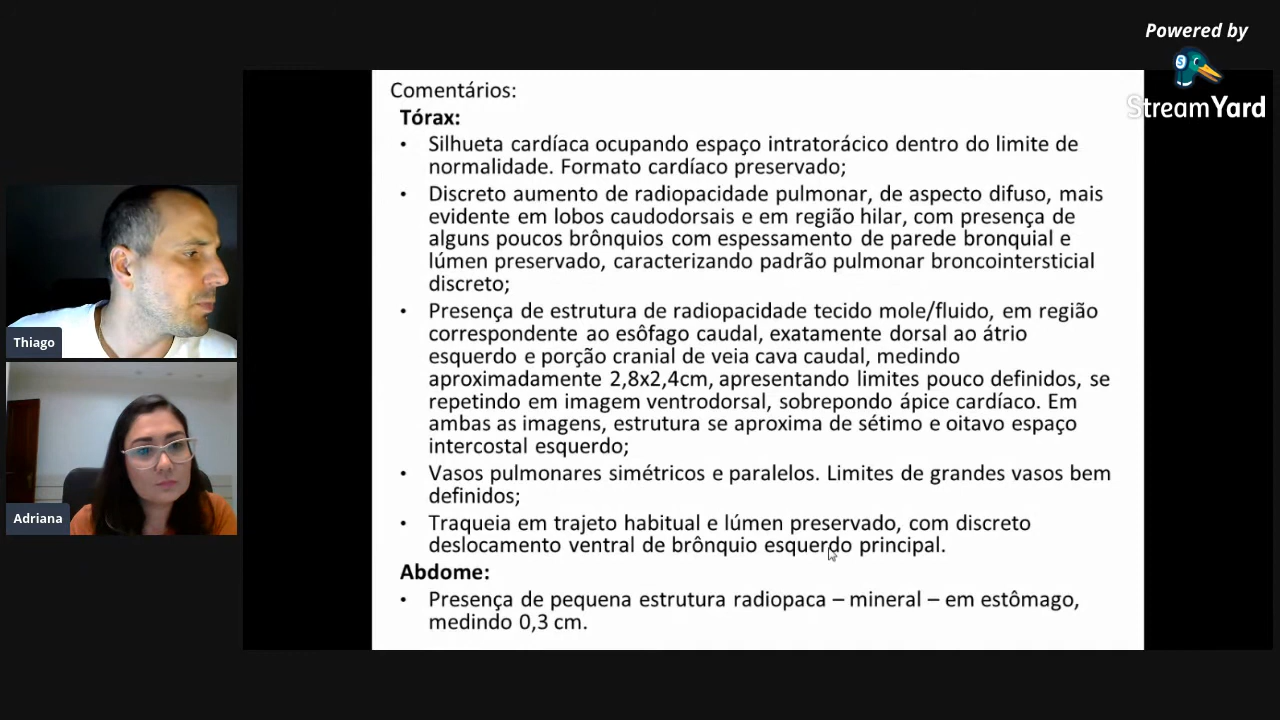 Powered by
StreamYard
Comentários:
Tórax:
• Silhueta cardíaca ocupando espaço intratorácico dentro do limite de
normalidade. Formato cardíaco preservado;
• Discreto aumento de radiopacidade pulmonar, de aspecto difuso, mais
evidente em lobos caudodorsais e em região hilar, com presença de
alguns poucos brônquios com espessamento de parede bronquial e
lúmen preservado, caracterizando padrão pulmonar broncointersticial
discreto;
• Presença de estrutura de radiopacidade tecido mole/fluido, em região
correspondente ao esôfago caudal, exatamente dorsal ao átrio
esquerdo e porção cranial de veia cava caudal, medindo
aproximadamente 2,8x2,4cm, apresentando limites pouco definidos, se
repetindo em imagem ventrodorsal, sobrepondo ápice cardíaco. Em
ambas as imagens, estrutura se aproxima de sétimo e oitavo espaço
intercostal esquerdo;
• Vasos pulmonares simétricos e paralelos. Limites de grandes vasos bem
definidos;
• Traqueia em trajeto habitual e lúmen preservado, com discreto
deslocamento ventral de brônquio esquerdo principal.
Abdome:
• Presença de pequena estrutura radiopaca – mineral – em estômago,
medindo 0,3 cm.
Thiago
Adriana